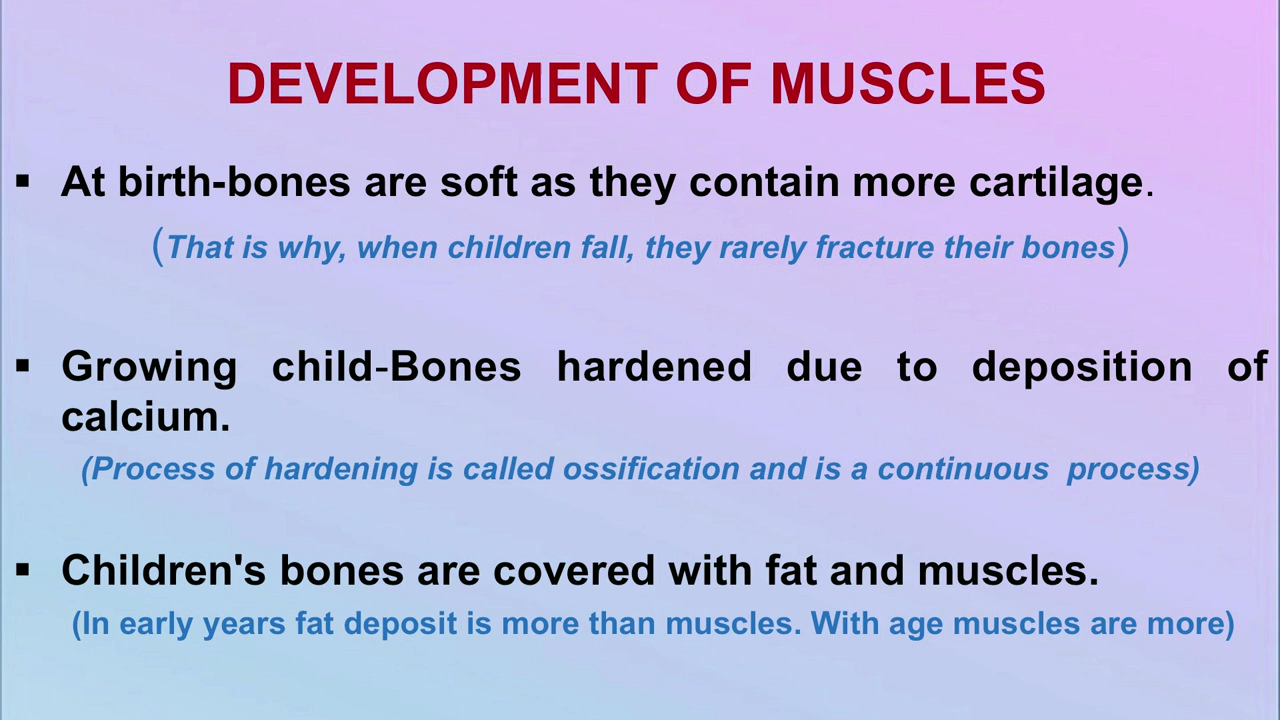 DEVELOPMENT OF MUSCLES
▪ At birth-bones are soft as they contain more cartilage.
(That is why, when children fall, they rarely fracture their bones)
▪ Growing child-Bones hardened due to deposition of
calcium.
(Process of hardening is called ossification and is a continuous process)
▪ Children's bones are covered with fat and muscles.
(In early years fat deposit is more than muscles. With age muscles are more)